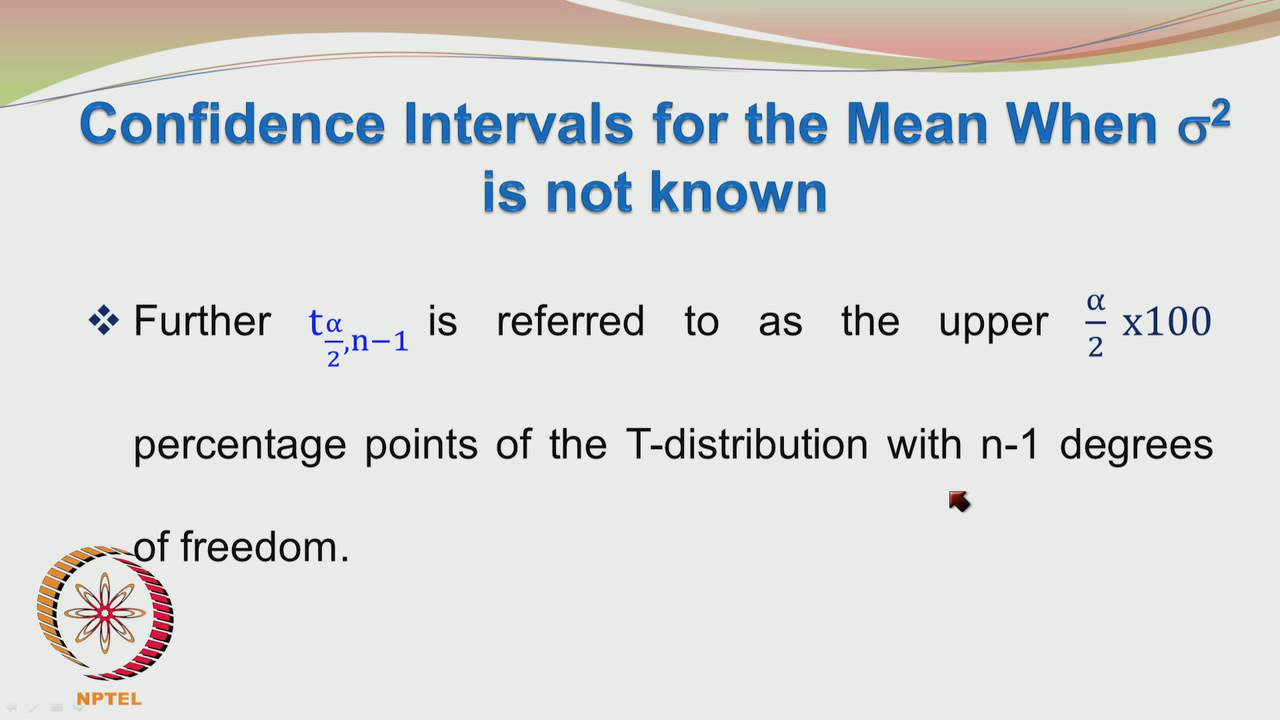 Confidence Intervals for the Mean When σ²
is not known
❖ Further t_{α/2,n−1} is referred to as the upper α/2 x100
percentage points of the T-distribution with n-1 degrees
of freedom.
NPTEL